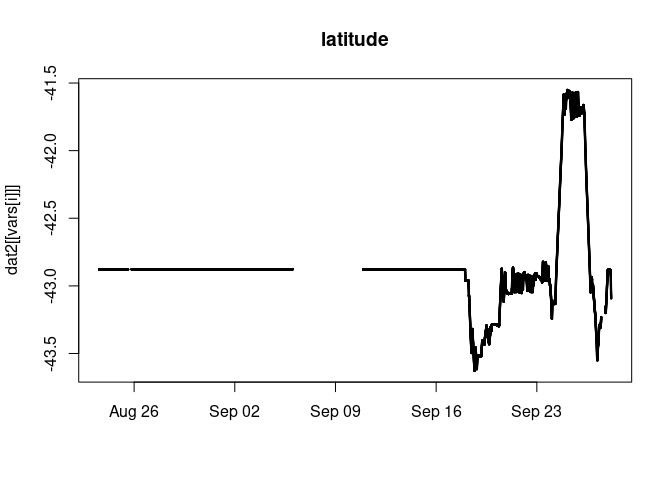 latitude
dat2[[vars[i]]]
-41.5
-42.0
-42.5
-43.0
-43.5
Aug 26
Sep 02
Sep 09
Sep 16
Sep 23